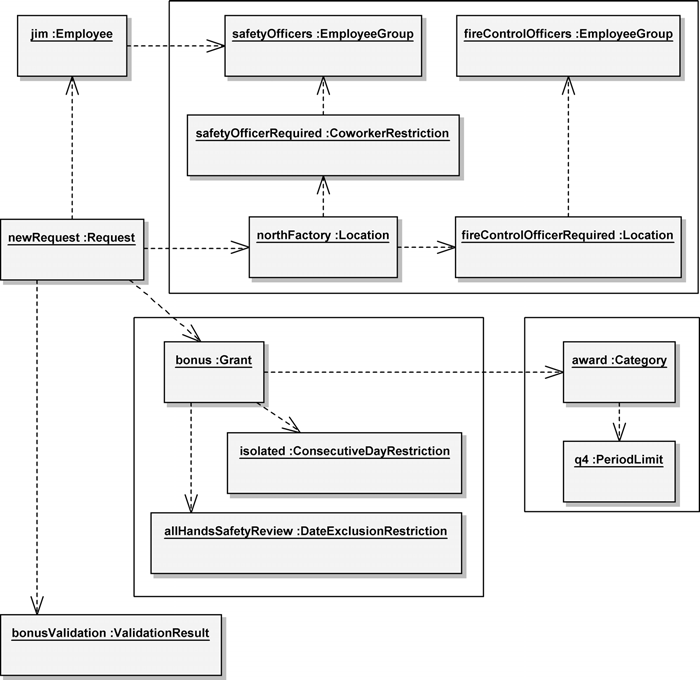 jim :Employee
safetyOfficers :EmployeeGroup
fireControlOfficers :EmployeeGroup
safetyOfficerRequired :CoworkerRestriction
newRequest :Request
northFactory :Location
fireControlOfficerRequired :Location
bonus :Grant
award :Category
isolated :ConsecutiveDayRestriction
q4 :PeriodLimit
allHandsSafetyReview :DateExclusionRestriction
bonusValidation :ValidationResult